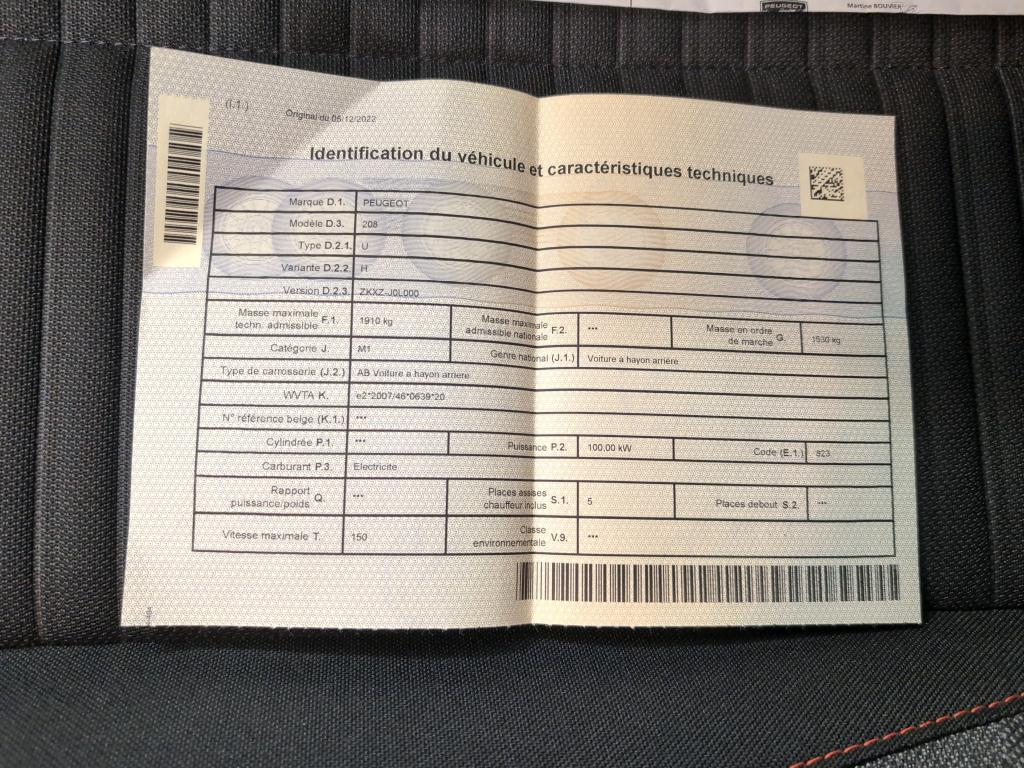 PEUGEOT
Martine BOUVIER
(I.1.)
Original du 05/12/2022
Identification du véhicule et caractéristiques techniques
Marque D.1. PEUGEOT
Modèle D.3. 208
Type D.2.1. U
Variante D.2.2. H
Version D.2.3. ZKXZ-J0L000
Masse maximale techn. admissible F.1. 1910 kg Masse maximale admissible nationale F.2. *** Masse en ordre de marche G. 1530 kg
Catégorie J. M1 Genre national (J.1.) Voiture à hayon arrière
Type de carrosserie (J.2.) AB Voiture à hayon arrière
WVTA K. e2*2007/46*0639*20
N° référence belge (K.1.) ***
Cylindrée P.1. *** Puissance P.2. 100,00 kW Code (E.1.) 823
Carburant P.3. Electricité
Rapport puissance/poids Q. *** Places assises chauffeur inclus S.1. 5 Places debout S.2. ***
Vitesse maximale T. 150 Classe environnementale V.9. ***